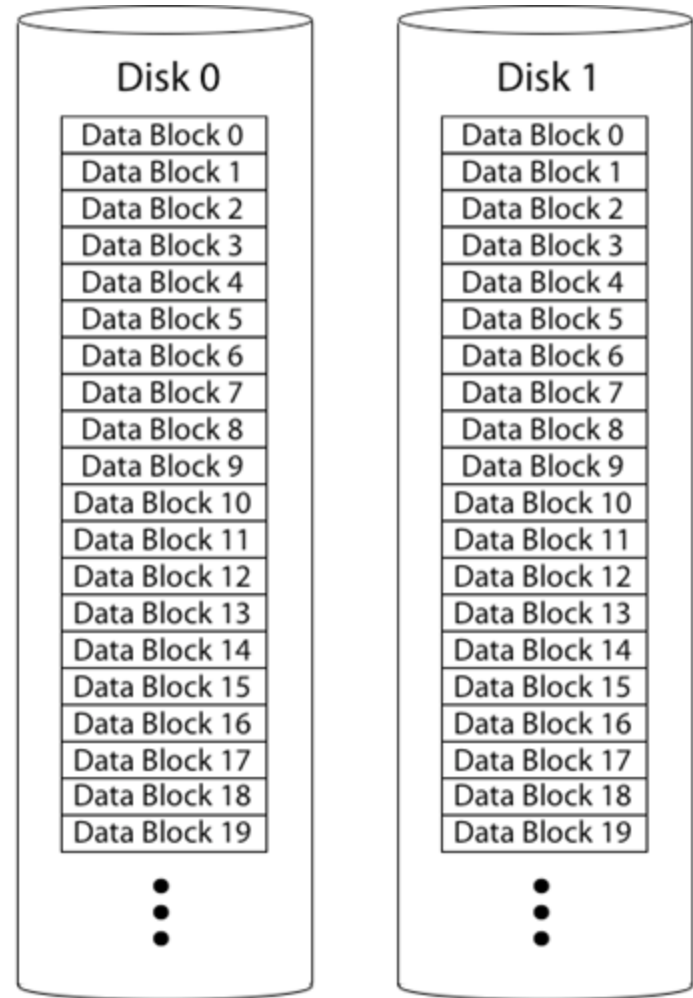 Disk 0
Data Block 0
Data Block 1
Data Block 2
Data Block 3
Data Block 4
Data Block 5
Data Block 6
Data Block 7
Data Block 8
Data Block 9
Data Block 10
Data Block 11
Data Block 12
Data Block 13
Data Block 14
Data Block 15
Data Block 16
Data Block 17
Data Block 18
Data Block 19
Disk 1
Data Block 0
Data Block 1
Data Block 2
Data Block 3
Data Block 4
Data Block 5
Data Block 6
Data Block 7
Data Block 8
Data Block 9
Data Block 10
Data Block 11
Data Block 12
Data Block 13
Data Block 14
Data Block 15
Data Block 16
Data Block 17
Data Block 18
Data Block 19